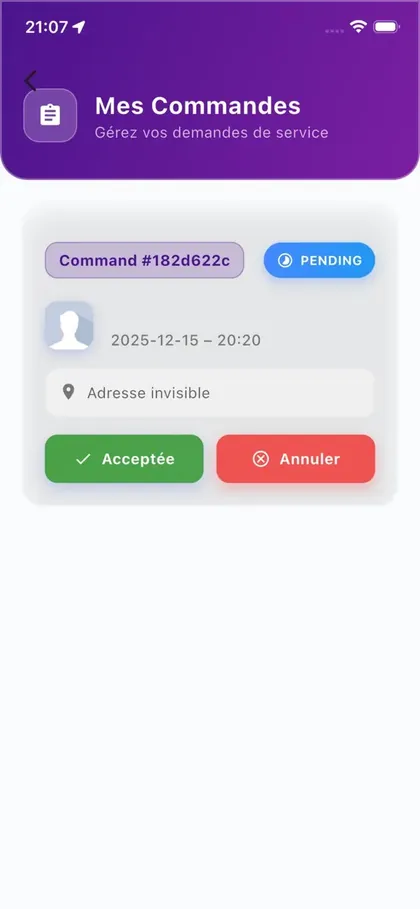 21:07
Mes Commandes
Gérez vos demandes de service
Command #182d622c
PENDING
2025-12-15 – 20:20
Adresse invisible
Acceptée
Annuler